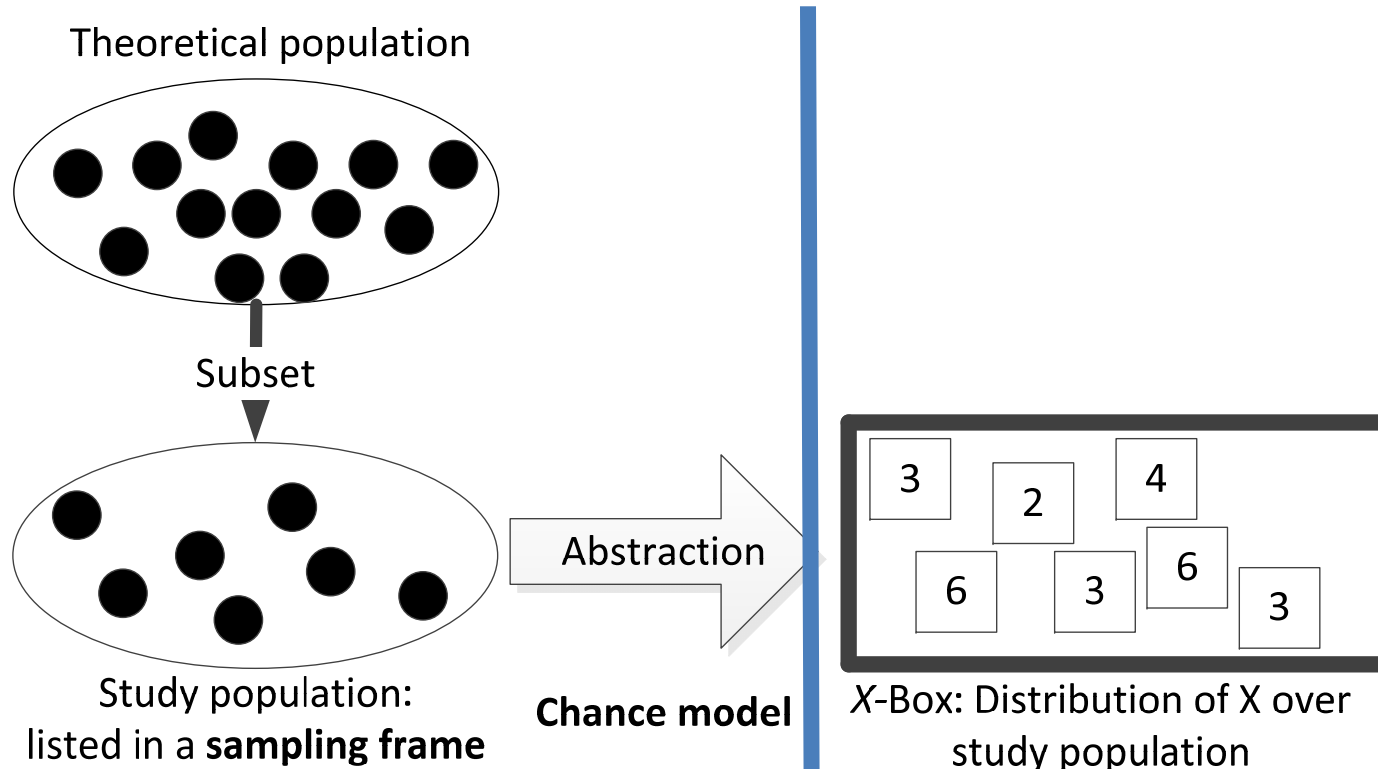 Theoretical population
Subset
Abstraction
Study population:
listed in a sampling frame
Chance model
3
2
4
6
3
6
3
X-Box: Distribution of X over
study population